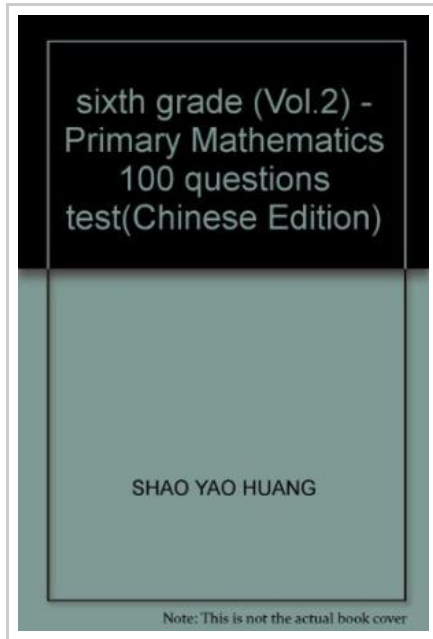 sixth grade (Vol.2) -
Primary Mathematics
100 questions
test(Chinese Edition)
SHAO YAO HUANG
Note: This is not the actual book cover